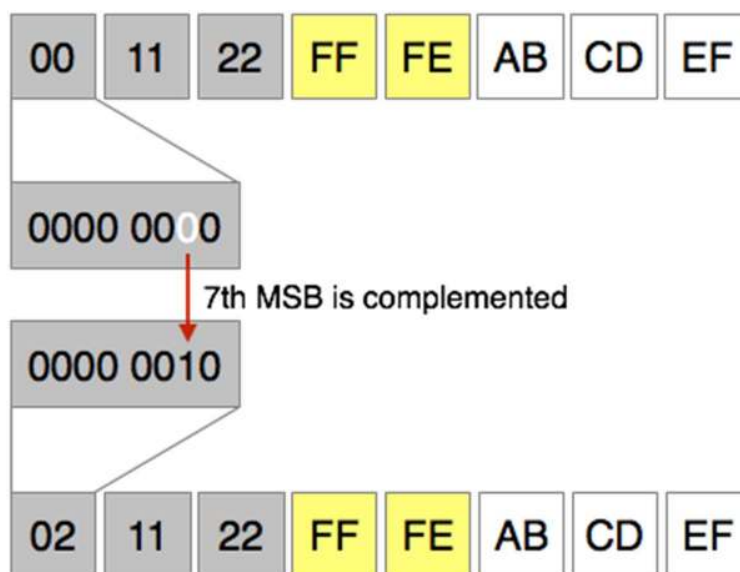 00 11 22 FF FE AB CD EF
0000 0000
7th MSB is complemented
0000 0010
02 11 22 FF FE AB CD EF